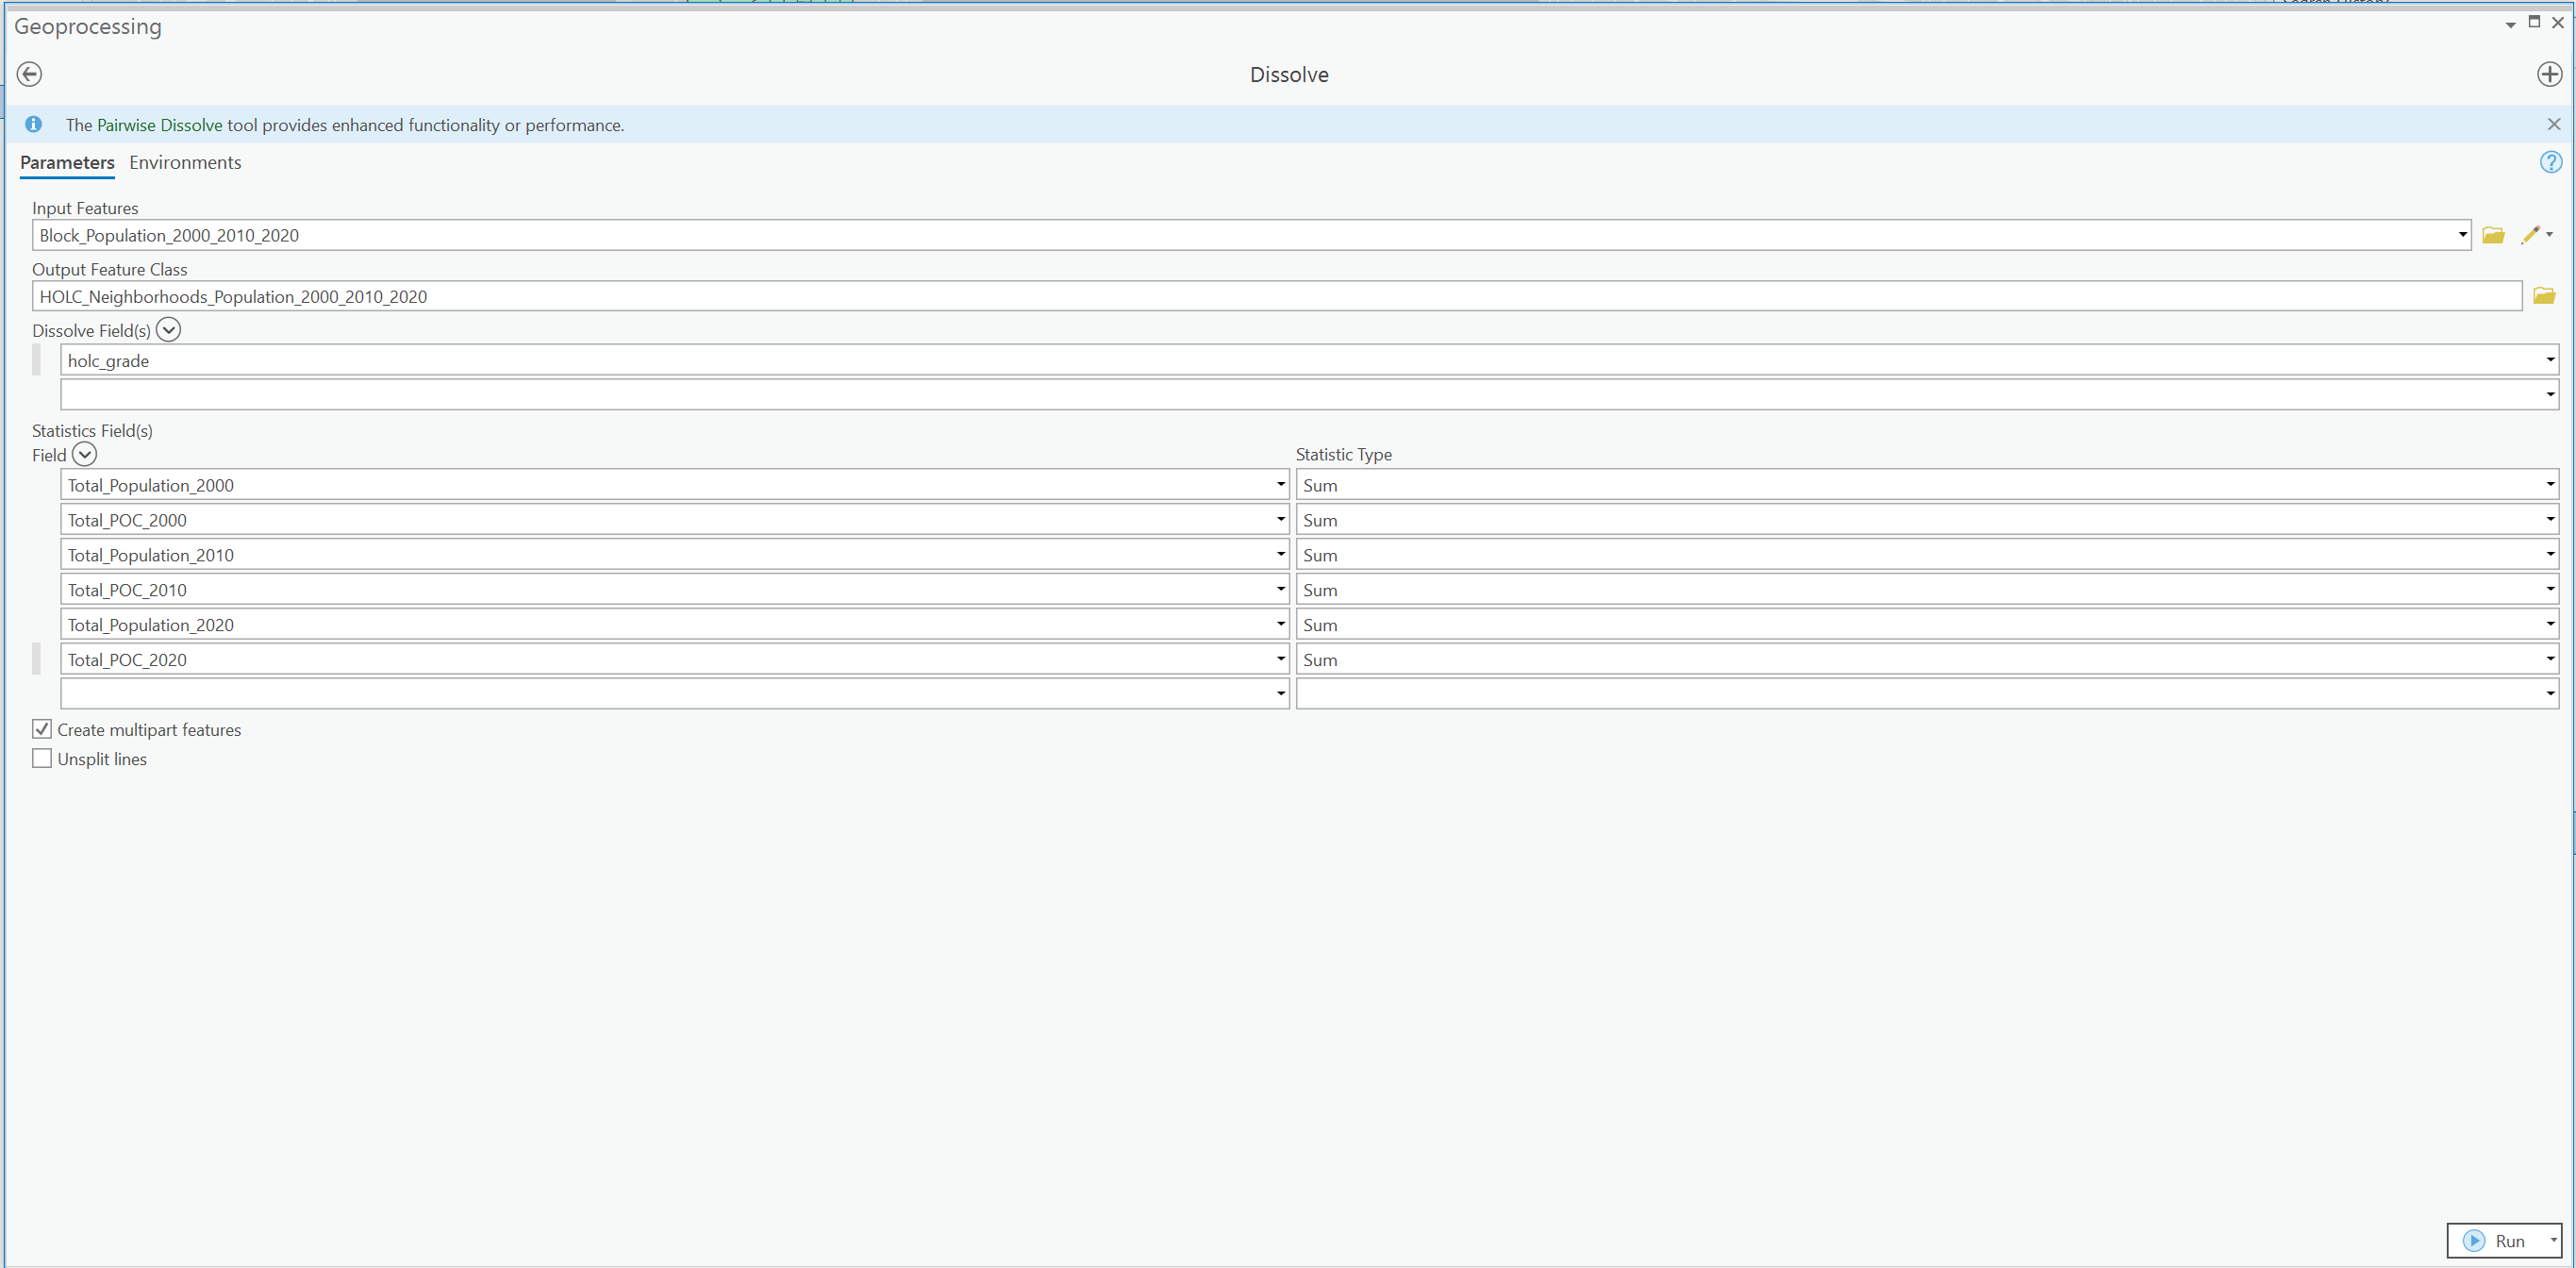 Geoprocessing
Dissolve
The Pairwise Dissolve tool provides enhanced functionality or performance.
Parameters Environments
Input Features
Block_Population_2000_2010_2020
Output Feature Class
HOLC_Neighborhoods_Population_2000_2010_2020
Dissolve Field(s)
holc_grade
Statistics Field(s)
Field Statistic Type
Total_Population_2000 Sum
Total_POC_2000 Sum
Total_Population_2010 Sum
Total_POC_2010 Sum
Total_Population_2020 Sum
Total_POC_2020 Sum
Create multipart features
Unsplit lines
Run